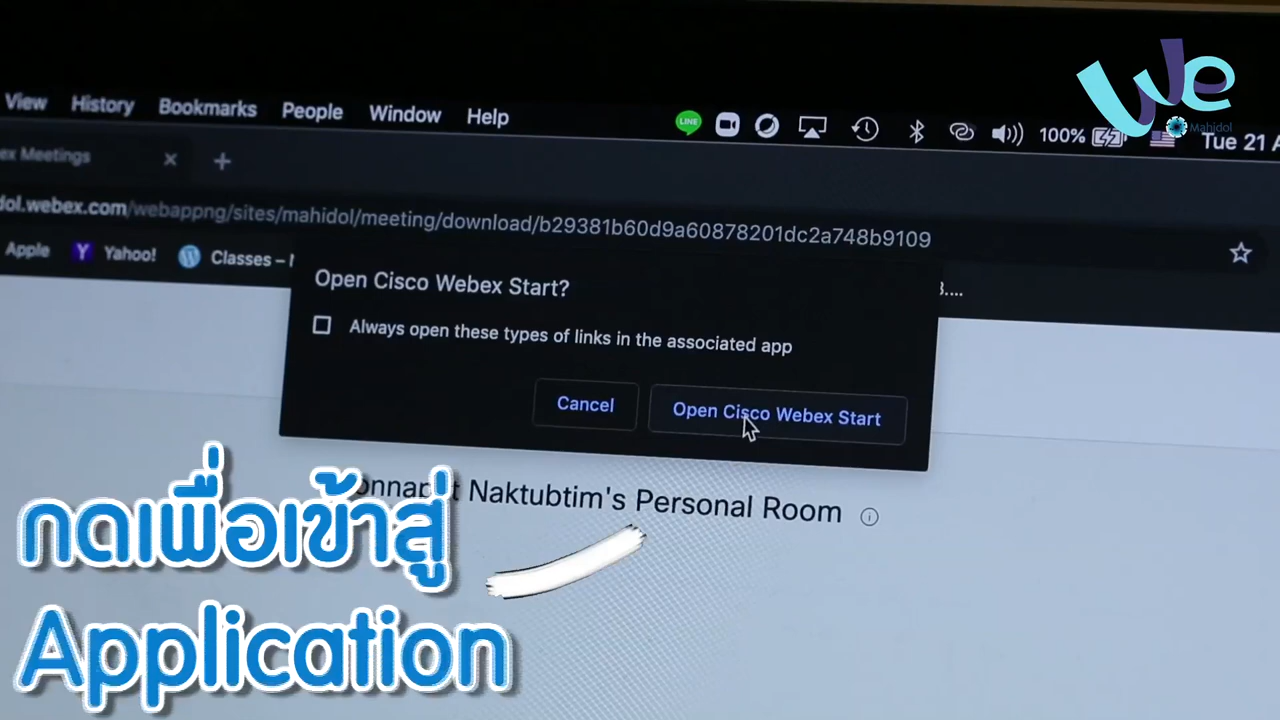 We
Mahidol
View History Bookmarks People Window Help
LINE
100%
Tue 21
ex Meetings
dol.webex.com/webappng/sites/mahidol/meeting/download/b29381b60d9a60878201dc2a748b9109
Apple Yahoo! Classes –
Open Cisco Webex Start?
Always open these types of links in the associated app
Cancel Open Cisco Webex Start
Naktubtim's Personal Room
กดเพื่อเข้าสู่
Application